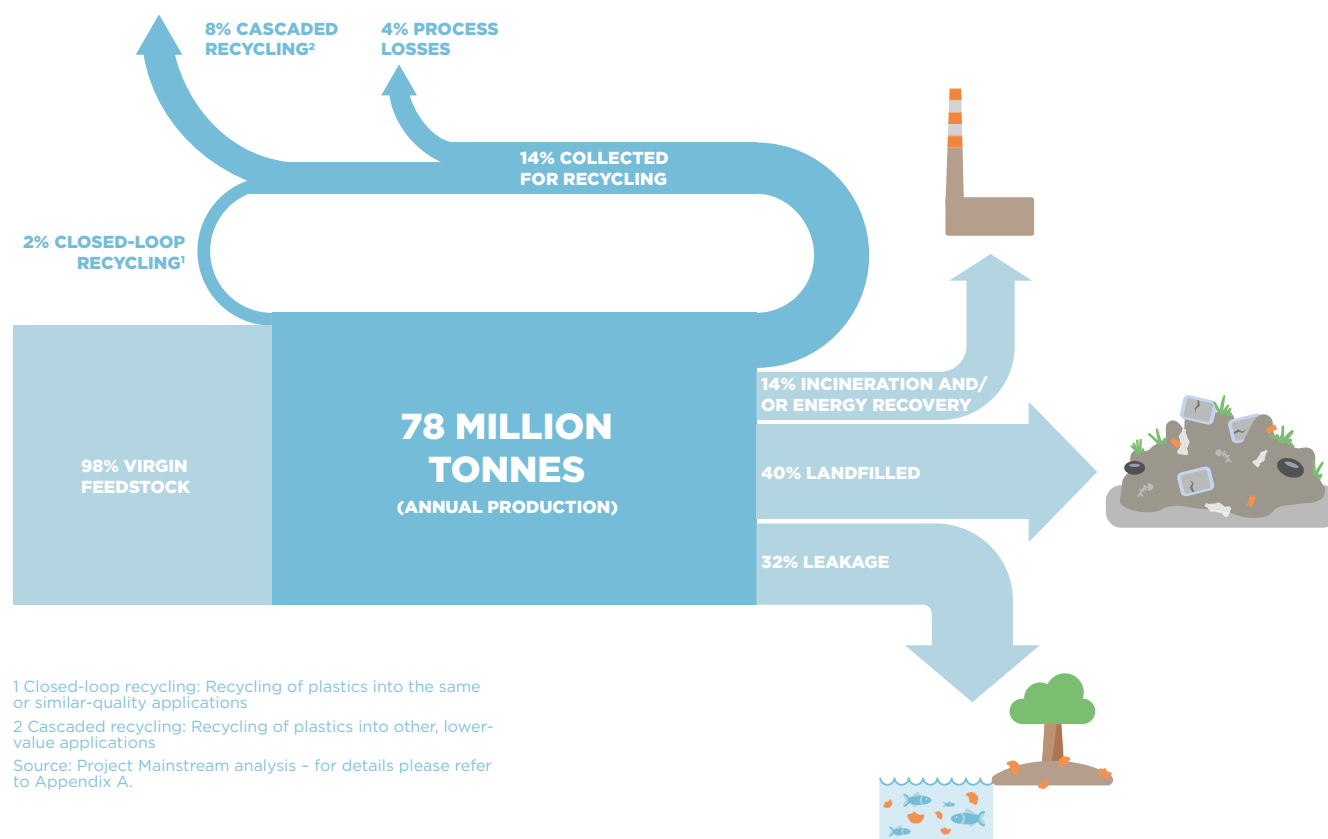 8% CASCADED
RECYCLING²
4% PROCESS
LOSSES
14% COLLECTED
FOR RECYCLING
2% CLOSED-LOOP
RECYCLING¹
98% VIRGIN
FEEDSTOCK
78 MILLION
TONNES
(ANNUAL PRODUCTION)
14% INCINERATION AND/
OR ENERGY RECOVERY
40% LANDFILLED
32% LEAKAGE
1 Closed-loop recycling: Recycling of plastics into the same
or similar-quality applications
2 Cascaded recycling: Recycling of plastics into other, lower-
value applications
Source: Project Mainstream analysis – for details please refer
to Appendix A.